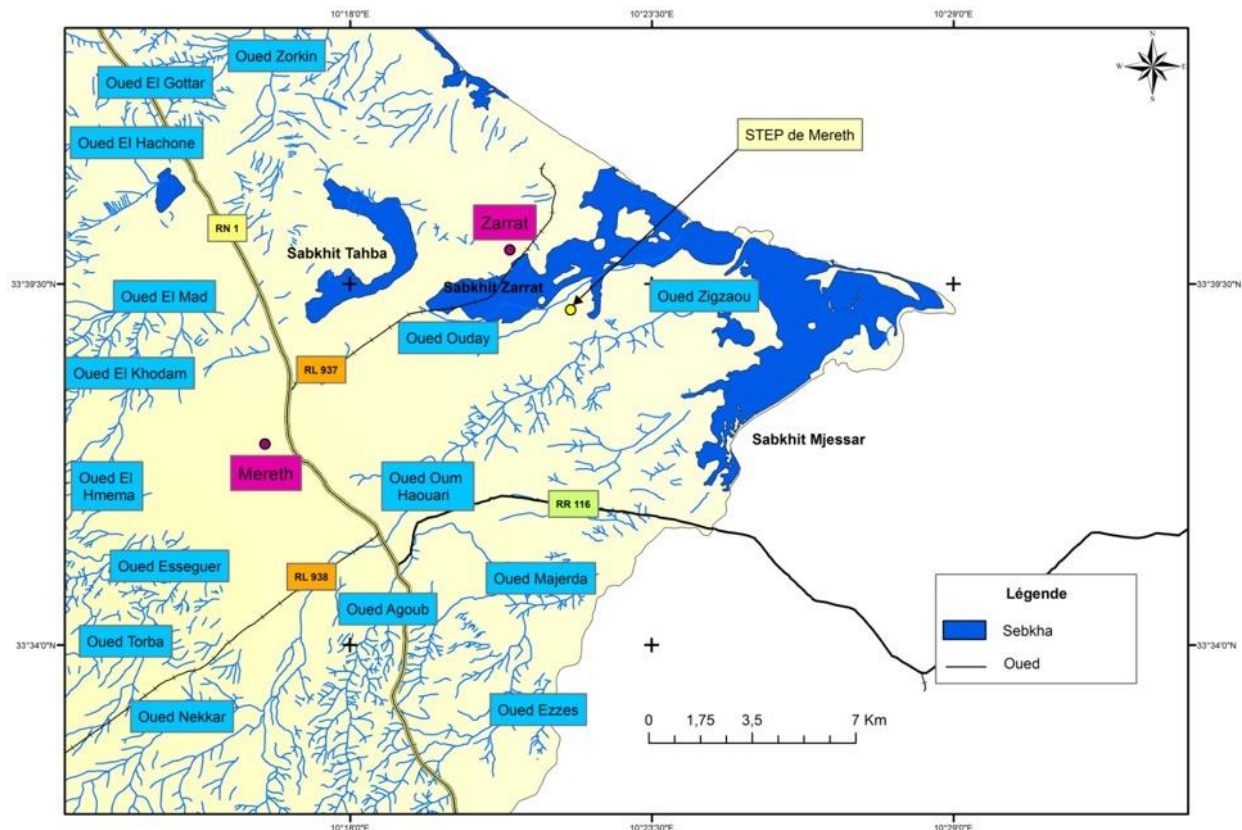 10°18'0"E
10°23'30"E
10°29'0"E
Oued Zorkin
N
W
E
S
Oued El Gottar
STEP de Mereth
Oued El Hachone
Zarrat
RN 1
Sabkhit Tahba
33°39'30"N
33°39'30"N
Sabkhit Zarrat
Oued El Mad
Oued Zigzaou
Oued Ouday
RL 937
Oued El Khodam
Sabkhit Mjessar
Mereth
Oued El
Hmema
Oued Oum
Haouari
RR 116
Oued Esseguer
RL 938
Oued Majerda
Légende
Oued Agoub
Sebkha
Oued Torba
33°34'0"N
33°34'0"N
Oued
Oued Nekkar
Oued Ezzes
0 1,75 3,5 7 Km
10°18'0"E
10°23'30"E
10°29'0"E